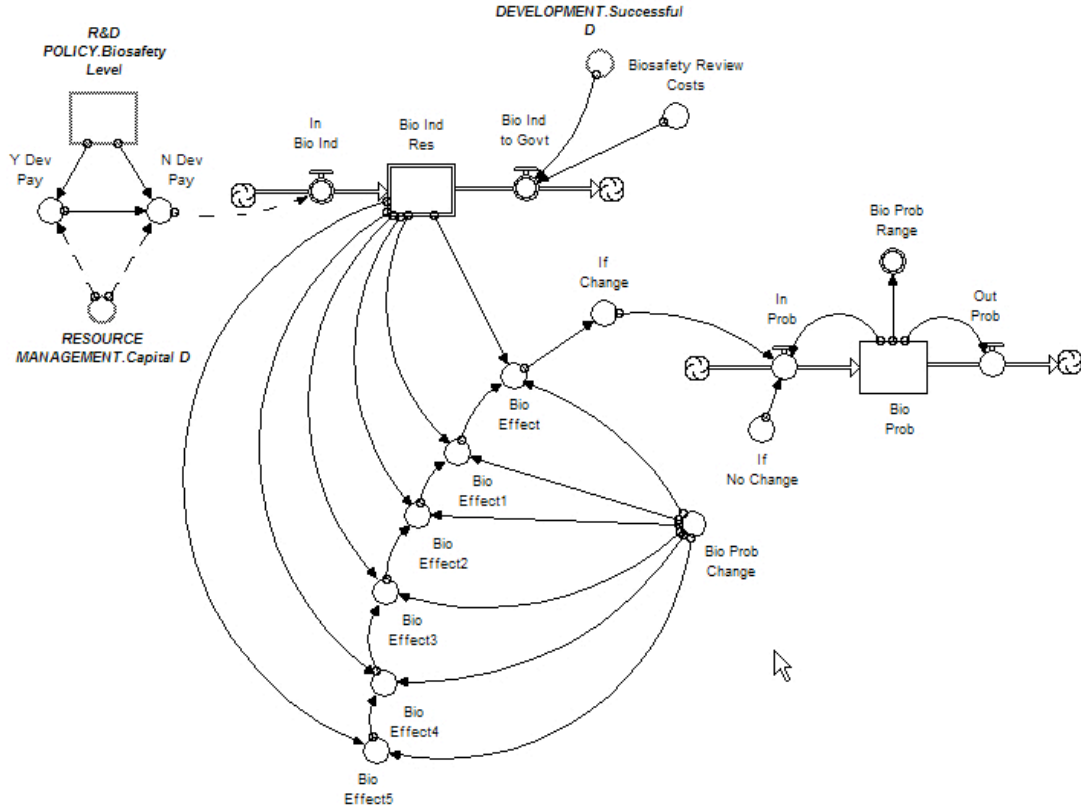 DEVELOPMENT.Successful
D
R&D
POLICY.Biosafety
Level
Biosafety Review
Costs
In
Bio Ind
Bio Ind
Res
Bio Ind
to Govt
Y Dev
Pay
N Dev
Pay
RESOURCE
MANAGEMENT.Capital D
If
Change
Bio Prob
Range
In
Prob
Out
Prob
Bio
Prob
If
No Change
Bio
Effect
Bio
Effect1
Bio
Effect2
Bio Prob
Change
Bio
Effect3
Bio
Effect4
Bio
Effect5